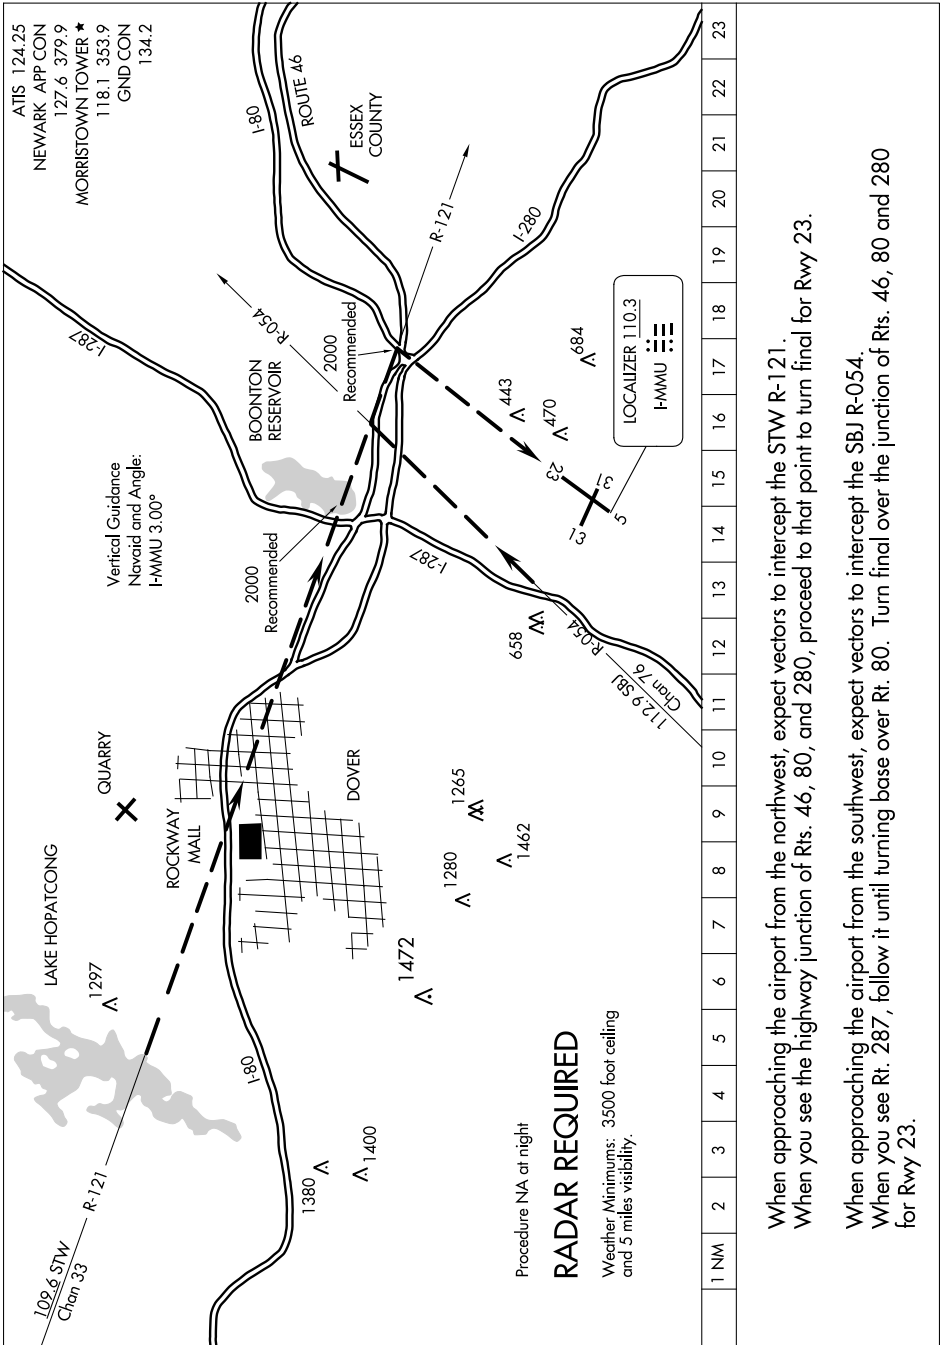 ATIS 124.25
NEWARK APP CON
127.6 379.9
MORRISTOWN TOWER ★
118.1 353.9
GND CON
134.2
109.6 STW
Chan 33
R-121
LAKE HOPATCONG
1297
QUARRY
Vertical Guidance
Navaid and Angle:
I-MMU 3.00°
I-287
I-80
ROUTE 46
ESSEX
COUNTY
ROCKWAY
MALL
BOONTON
RESERVOIR
R-054
2000
Recommended
2000
Recommended
R-121
I-280
I-80
1380
1400
DOVER
1472
1280
1265
1462
I-287
658
R-054
112.9 SBJ
Chan 76
443
470
684
23
31
13
5
LOCALIZER 110.3
I-MMU
Procedure NA at night
RADAR REQUIRED
Weather Minimums: 3500 foot ceiling
and 5 miles visibility.
1 NM 2 3 4 5 6 7 8 9 10 11 12 13 14 15 16 17 18 19 20 21 22 23
When approaching the airport from the northwest, expect vectors to intercept the STW R-121.
When you see the highway junction of Rts. 46, 80, and 280, proceed to that point to turn final for Rwy 23.
When approaching the airport from the southwest, expect vectors to intercept the SBJ R-054.
When you see Rt. 287, follow it until turning base over Rt. 80. Turn final over the junction of Rts. 46, 80 and 280
for Rwy 23.